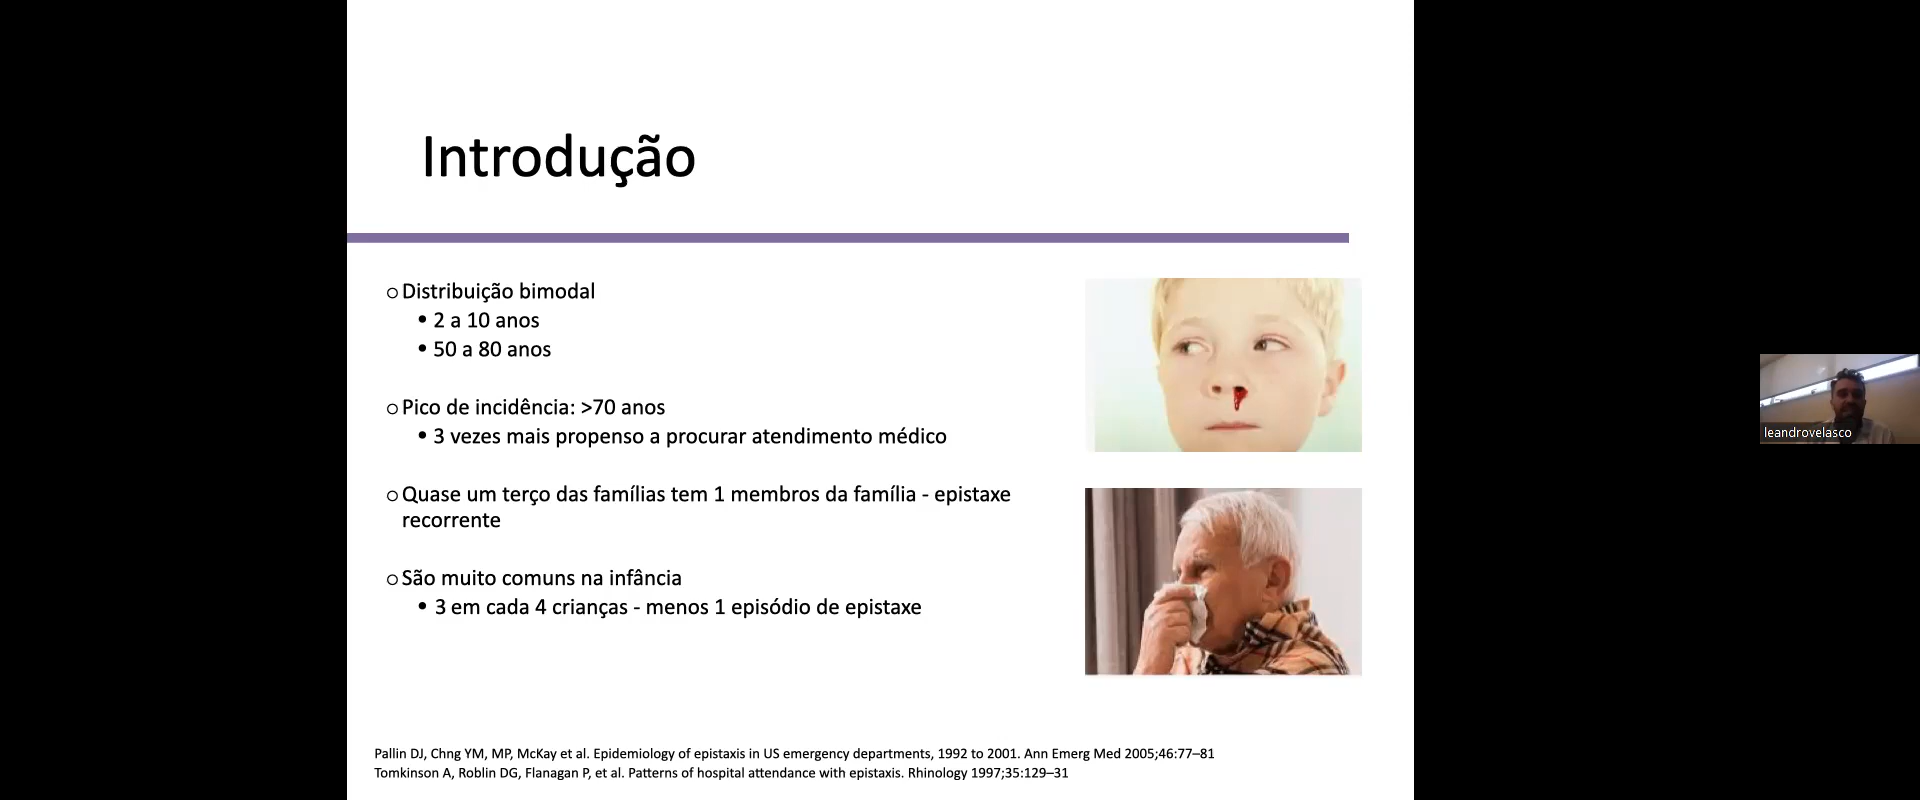 Introdução
○ Distribuição bimodal
• 2 a 10 anos
• 50 a 80 anos
○ Pico de incidência: >70 anos
• 3 vezes mais propenso a procurar atendimento médico
○ Quase um terço das famílias tem 1 membros da família - epistaxe
recorrente
○ São muito comuns na infância
• 3 em cada 4 crianças - menos 1 episódio de epistaxe
leandrovelasco
Pallin DJ, Chng YM, MP, McKay et al. Epidemiology of epistaxis in US emergency departments, 1992 to 2001. Ann Emerg Med 2005;46:77–81
Tomkinson A, Roblin DG, Flanagan P, et al. Patterns of hospital attendance with epistaxis. Rhinology 1997;35:129–31